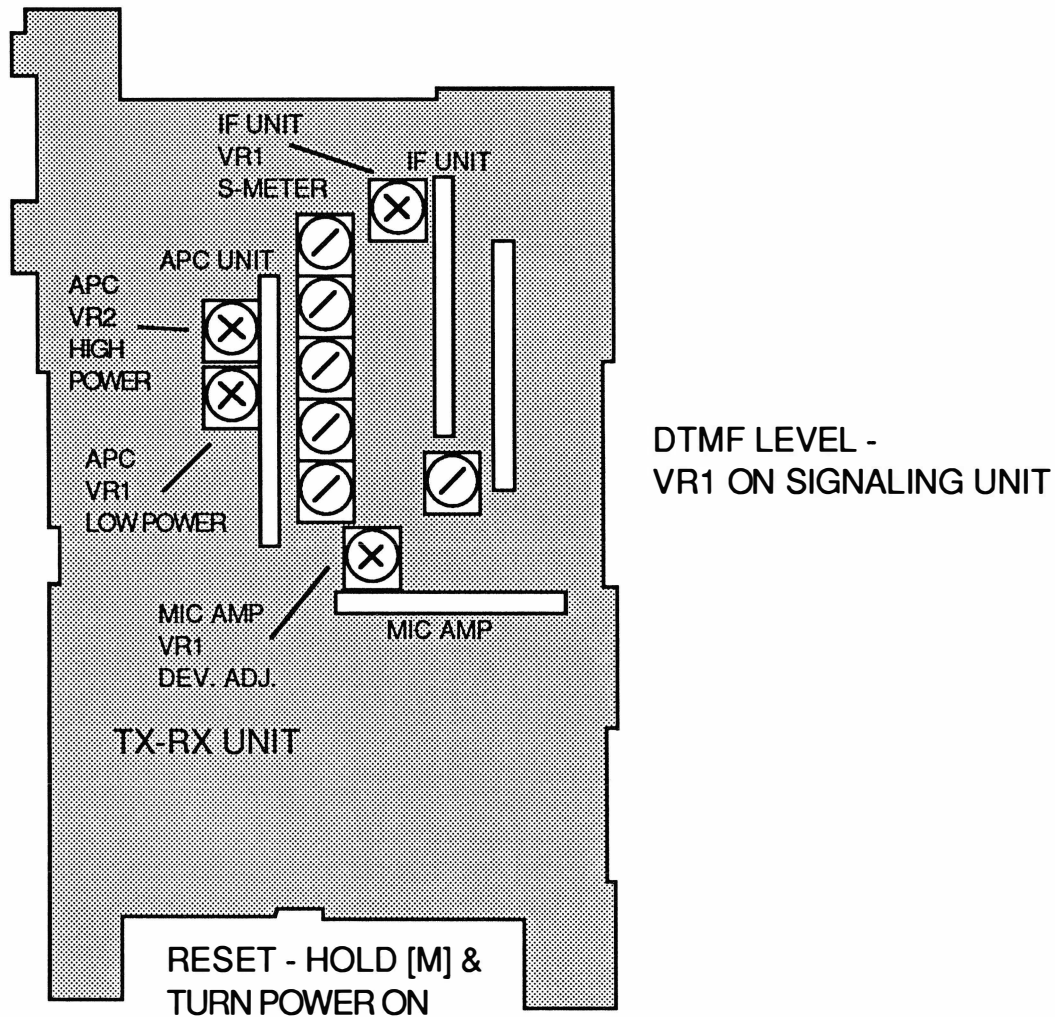 IF UNIT
VR1
S-METER
IF UNIT
APC UNIT
APC
VR2
HIGH
POWER
APC
VR1
LOW POWER
DTMF LEVEL -
VR1 ON SIGNALING UNIT
MIC AMP
VR1
DEV. ADJ.
MIC AMP
TX-RX UNIT
RESET - HOLD [M] &
TURN POWER ON